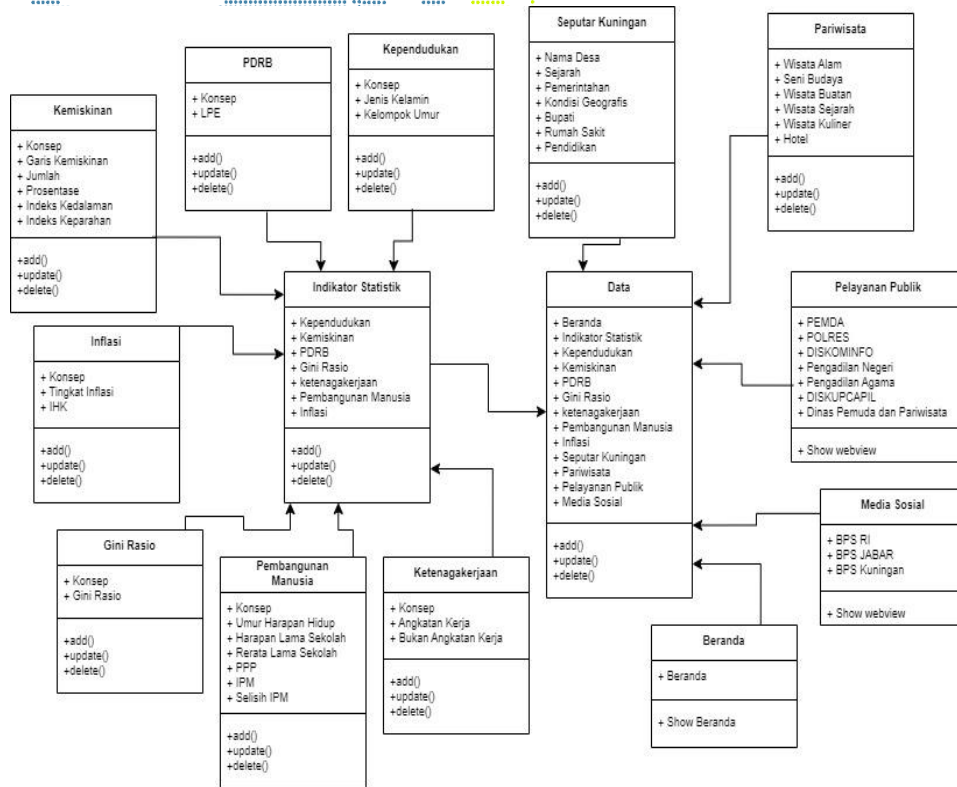 Seputar Kuningan
+ Nama Desa
+ Sejarah
+ Pemerintahan
+ Kondisi Geografis
+ Bupati
+ Rumah Sakit
+ Pendidikan
+add()
+update()
+delete()
Pariwisata
+ Wisata Alam
+ Seni Budaya
+ Wisata Buatan
+ Wisata Sejarah
+ Wisata Kuliner
+ Hotel
+add()
+update()
+delete()
Kependudukan
+ Konsep
+ Jenis Kelamin
+ Kelompok Umur
+add()
+update()
+delete()
PDRB
+ Konsep
+ LPE
+add()
+update()
+delete()
Kemiskinan
+ Konsep
+ Garis Kemiskinan
+ Jumlah
+ Prosentase
+ Indeks Kedalaman
+ Indeks Keparahan
+add()
+update()
+delete()
Indikator Statistik
+ Kependudukan
+ Kemiskinan
+ PDRB
+ Gini Rasio
+ ketenagakerjaan
+ Pembangunan Manusia
+ Inflasi
+add()
+update()
+delete()
Data
+ Beranda
+ Indikator Statistik
+ Kependudukan
+ Kemiskinan
+ PDRB
+ Gini Rasio
+ ketenagakerjaan
+ Pembangunan Manusia
+ Inflasi
+ Seputar Kuningan
+ Pariwisata
+ Pelayanan Publik
+ Media Sosial
+add()
+update()
+delete()
Pelayanan Publik
+ PEMDA
+ POLRES
+ DISKOMINFO
+ Pengadilan Negeri
+ Pengadilan Agama
+ DISKUPCAPIL
+ Dinas Pemuda dan Pariwisata
+ Show webview
Inflasi
+ Konsep
+ Tingkat Inflasi
+ IHK
+add()
+update()
+delete()
Media Sosial
+ BPS RI
+ BPS JABAR
+ BPS Kuningan
+ Show webview
Gini Rasio
+ Konsep
+ Gini Rasio
+add()
+update()
+delete()
Pembangunan
Manusia
+ Konsep
+ Umur Harapan Hidup
+ Harapan Lama Sekolah
+ Rerata Lama Sekolah
+ PPP
+ IPM
+ Selisih IPM
+add()
+update()
+delete()
Ketenagakerjaan
+ Konsep
+ Angkatan Kerja
+ Bukan Angkatan Kerja
+add()
+update()
+delete()
Beranda
+ Beranda
+ Show Beranda